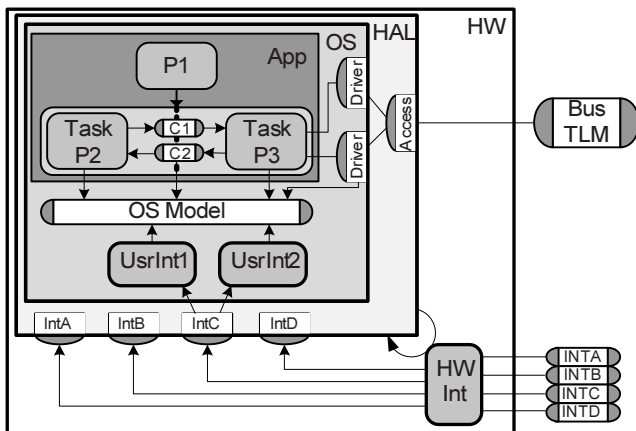 HW
HAL
OS
App
P1
Driver
Bus
TLM
Access
C1
Task
P2
Task
P3
C2
Driver
OS Model
UsrInt1
UsrInt2
IntA
IntB
IntC
IntD
HW
Int
INTA
INTB
INTC
INTD